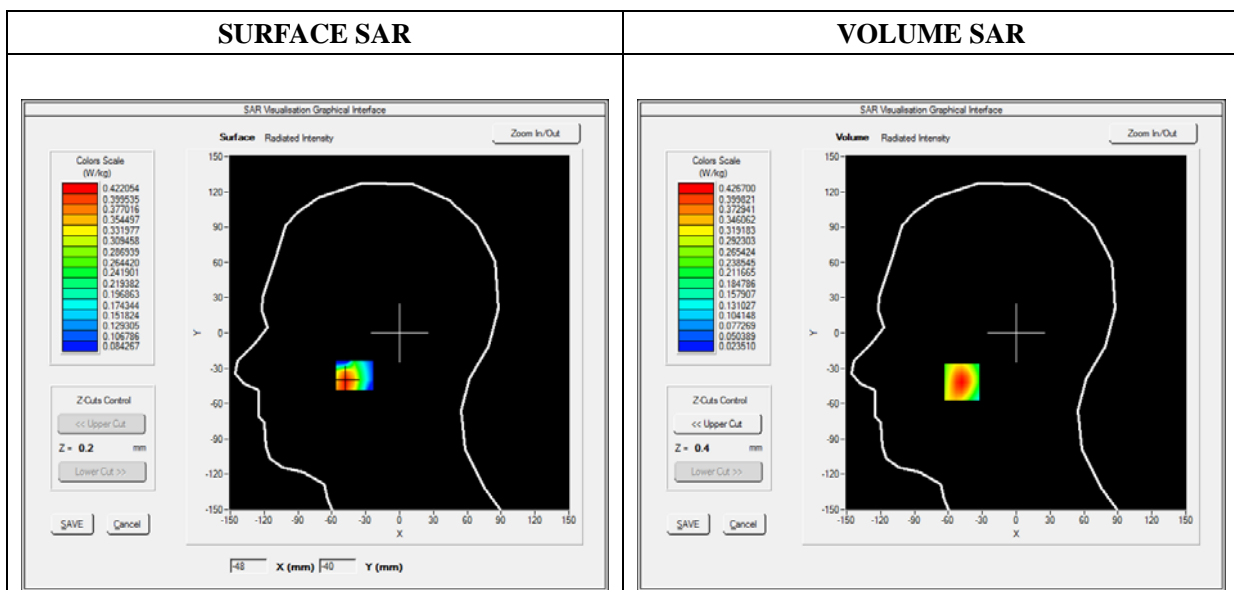 SURFACE SAR
SAR Visualisation Graphical Interface
Surface Radiated Intensity
Zoom In/Out
Colors Scale
(W/kg)
0.422054
0.399535
0.377016
0.354497
0.331977
0.309458
0.286939
0.264420
0.241901
0.219382
0.196863
0.174344
0.151824
0.129305
0.106786
0.084267
Z-Cuts Control
<< Upper Cut
Z = 0.2 mm
Lower Cut >>
SAVE Cancel
150
120
90
60
30
0
-30
-60
-90
-120
-150
Y
-150 -120 -90 -60 -30 0 30 60 90 120 150
X
-48 X (mm) -40 Y (mm)
VOLUME SAR
SAR Visualisation Graphical Interface
Volume Radiated Intensity
Zoom In/Out
Colors Scale
(W/kg)
0.426700
0.399821
0.372941
0.346062
0.319183
0.292303
0.265424
0.238545
0.211665
0.184786
0.157907
0.131027
0.104148
0.077269
0.050389
0.023510
Z-Cuts Control
<< Upper Cut
Z = 0.4 mm
Lower Cut >>
SAVE Cancel
150
120
90
60
30
0
-30
-60
-90
-120
-150
Y
-150 -120 -90 -60 -30 0 30 60 90 120 150
X